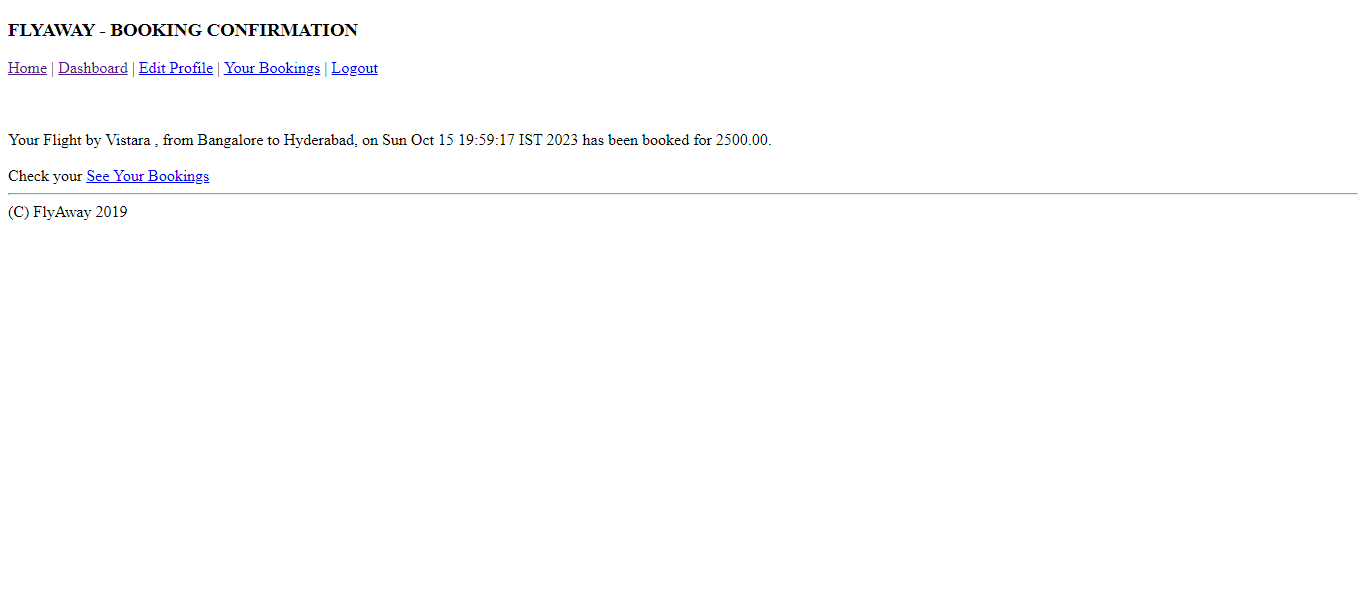 FLYAWAY - BOOKING CONFIRMATION
Home | Dashboard | Edit Profile | Your Bookings | Logout
Your Flight by Vistara , from Bangalore to Hyderabad, on Sun Oct 15 19:59:17 IST 2023 has been booked for 2500.00.
Check your See Your Bookings
(C) FlyAway 2019